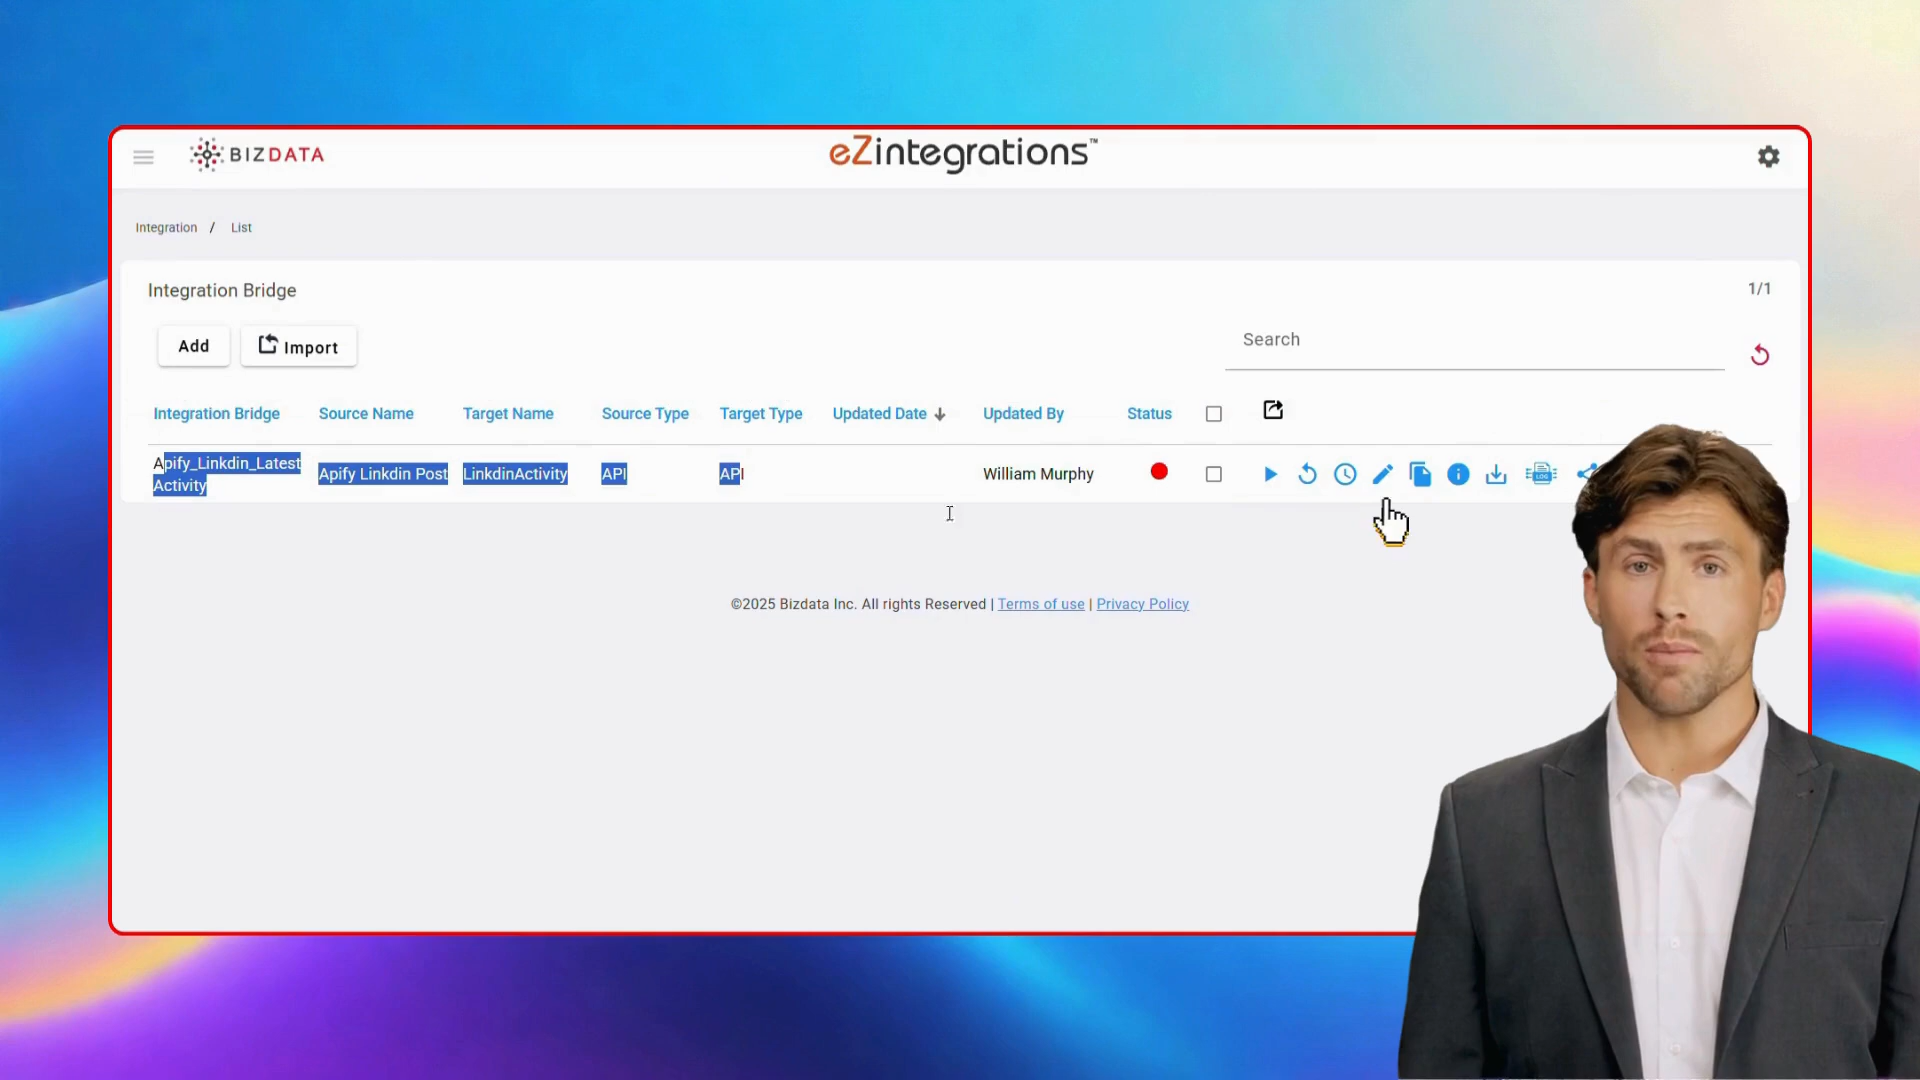 BIZDATA
eZintegrations™
Integration / List
Integration Bridge
1/1
Add
Import
Search
Integration Bridge Source Name Target Name Source Type Target Type Updated Date Updated By Status
Apify_Linkdin_Latest Apify Linkdin Post LinkdinActivity API API William Murphy
Activity
LOG
©2025 Bizdata Inc. All rights Reserved | Terms of use | Privacy Policy